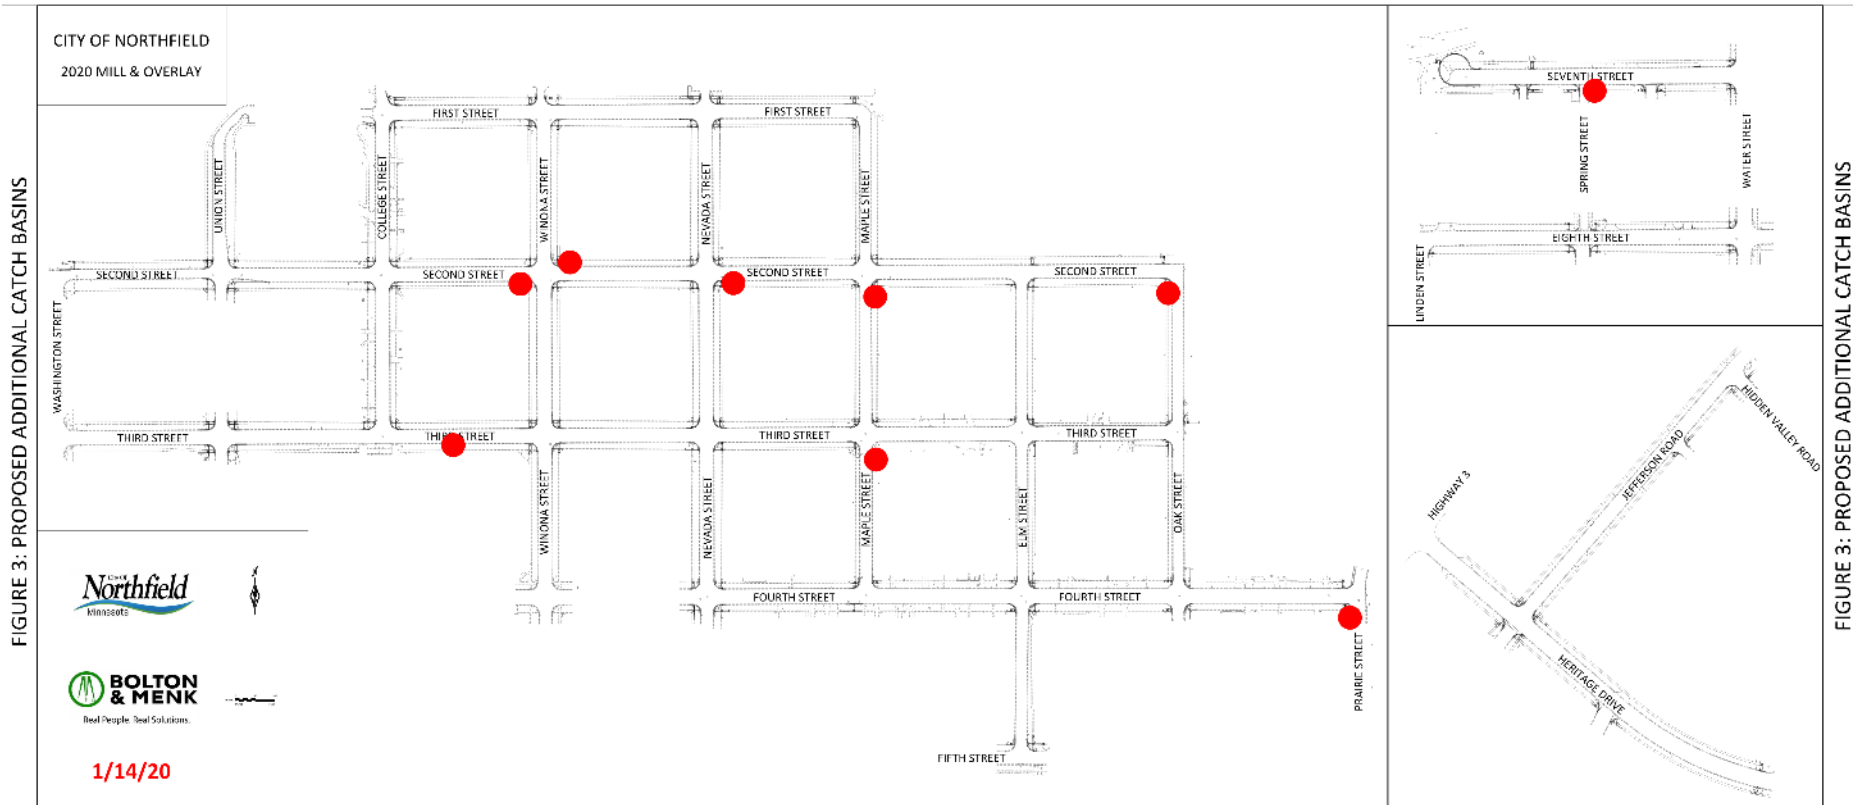 FIGURE 3: PROPOSED ADDITIONAL CATCH BASINS
CITY OF NORTHFIELD
2020 MILL & OVERLAY
FIRST STREET
FIRST STREET
UNION STREET
COLLEGE STREET
WINONA STREET
NEVADA STREET
MAPLE STREET
SECOND STREET
SECOND STREET
SECOND STREET
SECOND STREET
WASHINGTON STREET
THIRD STREET
THIRD STREET
THIRD STREET
THIRD STREET
WINONA STREET
NEVADA STREET
MAPLE STREET
ELM STREET
OAK STREET
FOURTH STREET
FOURTH STREET
PRAIRIE STREET
FIFTH STREET
City of
Northfield
Minnesota
BOLTON
& MENK
Real People. Real Solutions.
1/14/20
SEVENTH STREET
SPRING STREET
WATER STREET
EIGHTH STREET
LINDEN STREET
HIDDEN VALLEY ROAD
JEFFERSON ROAD
HIGHWAY 3
HERITAGE DRIVE
FIGURE 3: PROPOSED ADDITIONAL CATCH BASINS